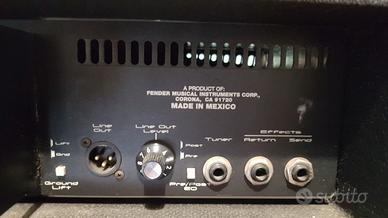 A PRODUCT OF:
FENDER MUSICAL INSTRUMENTS CORP.,
CORONA, CA 91720
MADE IN MEXICO
Line
Out
Line Out
Level
Tuner
Effects
Return
Send
Lift
Gnd
Post
Pre
Ground
Lift
Pre/Post
EQ
subito